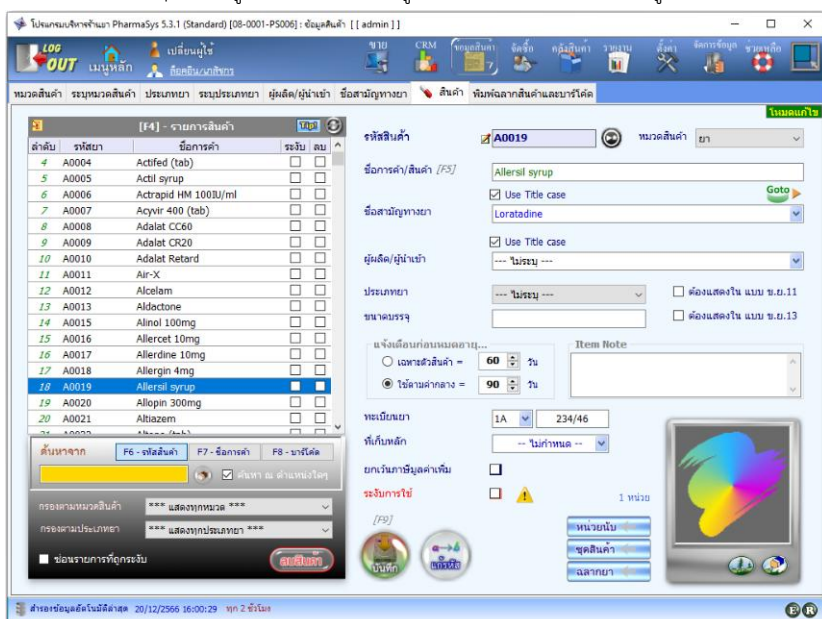 โปรแกรมบริหารร้านยา PharmaSys 5.3.1 (Standard) [08-0001-PS006] : ข้อมูลสินค้า [ [ admin ] ]
LOG OUT เมนูหลัก เปลี่ยนผู้ใช้ ขาย CRM ข้อมูลสินค้า จัดซื้อ คลังสินค้า รายงาน ตั้งค่า จัดการข้อมูล ช่วยเหลือ
ล็อคอิน/เภสัชกร
หมวดสินค้า ระบุหมวดสินค้า ประเภทยา ระบุประเภทยา ผู้ผลิต/ผู้นำเข้า ชื่อสามัญทางยา สินค้า พิมพ์ฉลากสินค้าและบาร์โค้ด
โหมดแก้ไข
[F4] - รายการสินค้า
ลำดับ รหัสยา ชื่อการค้า ระงับ ลบ
4 A0004 Actifed (tab)
5 A0005 Actil syrup
6 A0006 Actrapid HM 100IU/ml
7 A0007 Acyvir 400 (tab)
8 A0008 Adalat CC60
9 A0009 Adalat CR20
10 A0010 Adalat Retard
11 A0011 Air-X
12 A0012 Alcelam
13 A0013 Aldactone
14 A0015 Alinol 100mg
15 A0016 Allercet 10mg
16 A0017 Allerdine 10mg
17 A0018 Allergin 4mg
18 A0019 Allersil syrup
19 A0020 Allopin 300mg
20 A0021 Altiazem
ค้นหาจาก F6 - รหัสสินค้า F7 - ชื่อการค้า F8 - บาร์โค้ด
ค้นหา ณ ตำแหน่งใดๆ
กรองตามหมวดสินค้า *** แสดงทุกหมวด ***
กรองตามประเภทยา *** แสดงทุกประเภทยา ***
ซ่อนรายการที่ถูกระงับ ลบสินค้า
รหัสสินค้า A0019 หมวดสินค้า ยา
ชื่อการค้า/สินค้า [F5] Allersil syrup
Use Title case Goto
ชื่อสามัญทางยา Loratadine
Use Title case
ผู้ผลิต/ผู้นำเข้า --- ไม่ระบุ ---
ประเภทยา --- ไม่ระบุ --- ต้องแสดงใน แบบ ข.ย.11
ขนาดบรรจุ ต้องแสดงใน แบบ ข.ย.13
แจ้งเตือนก่อนหมดอายุ... Item Note
เฉพาะตัวสินค้า = 60 วัน
ใช้ตามค่ากลาง = 90 วัน
ทะเบียนยา 1A 234/46
ที่เก็บหลัก -- ไม่กำหนด --
ยกเว้นภาษีมูลค่าเพิ่ม
ระงับการใช้ 1 หน่วย
[F9] หน่วยนับ
บันทึก แก้รหัส ชุดสินค้า
ฉลากยา
สำรองข้อมูลอัตโนมัติล่าสุด 20/12/2566 16:00:29 ทุก 2 ชั่วโมง E R